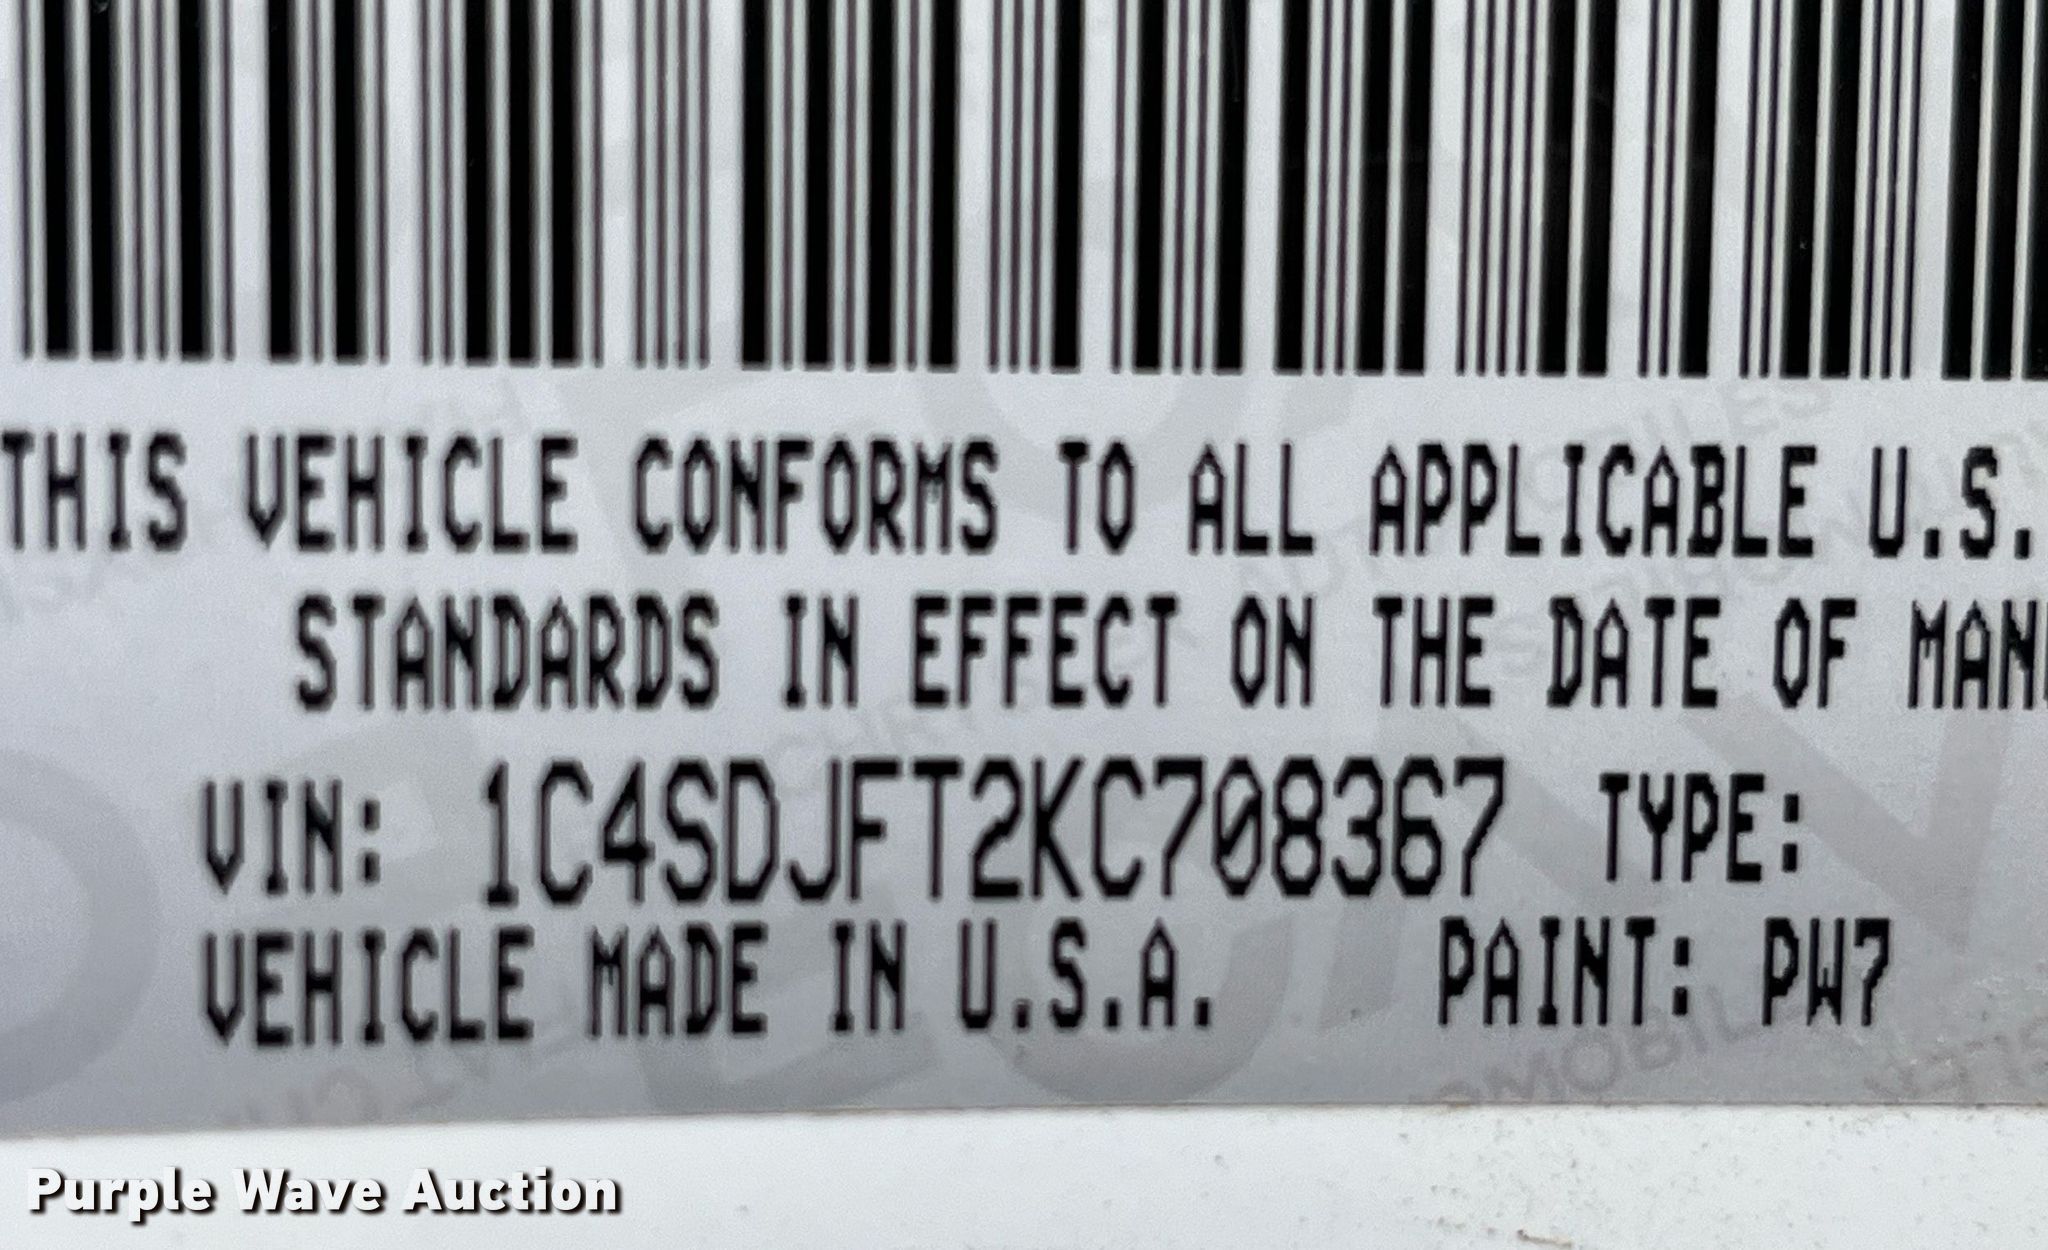 THIS VEHICLE CONFORMS TO ALL APPLICABLE U.S.
STANDARDS IN EFFECT ON THE DATE OF
VIN: 1C4SDJFT2KC708367 TYPE:
VEHICLE MADE IN U.S.A. PAINT: PW7
Purple Wave Auction